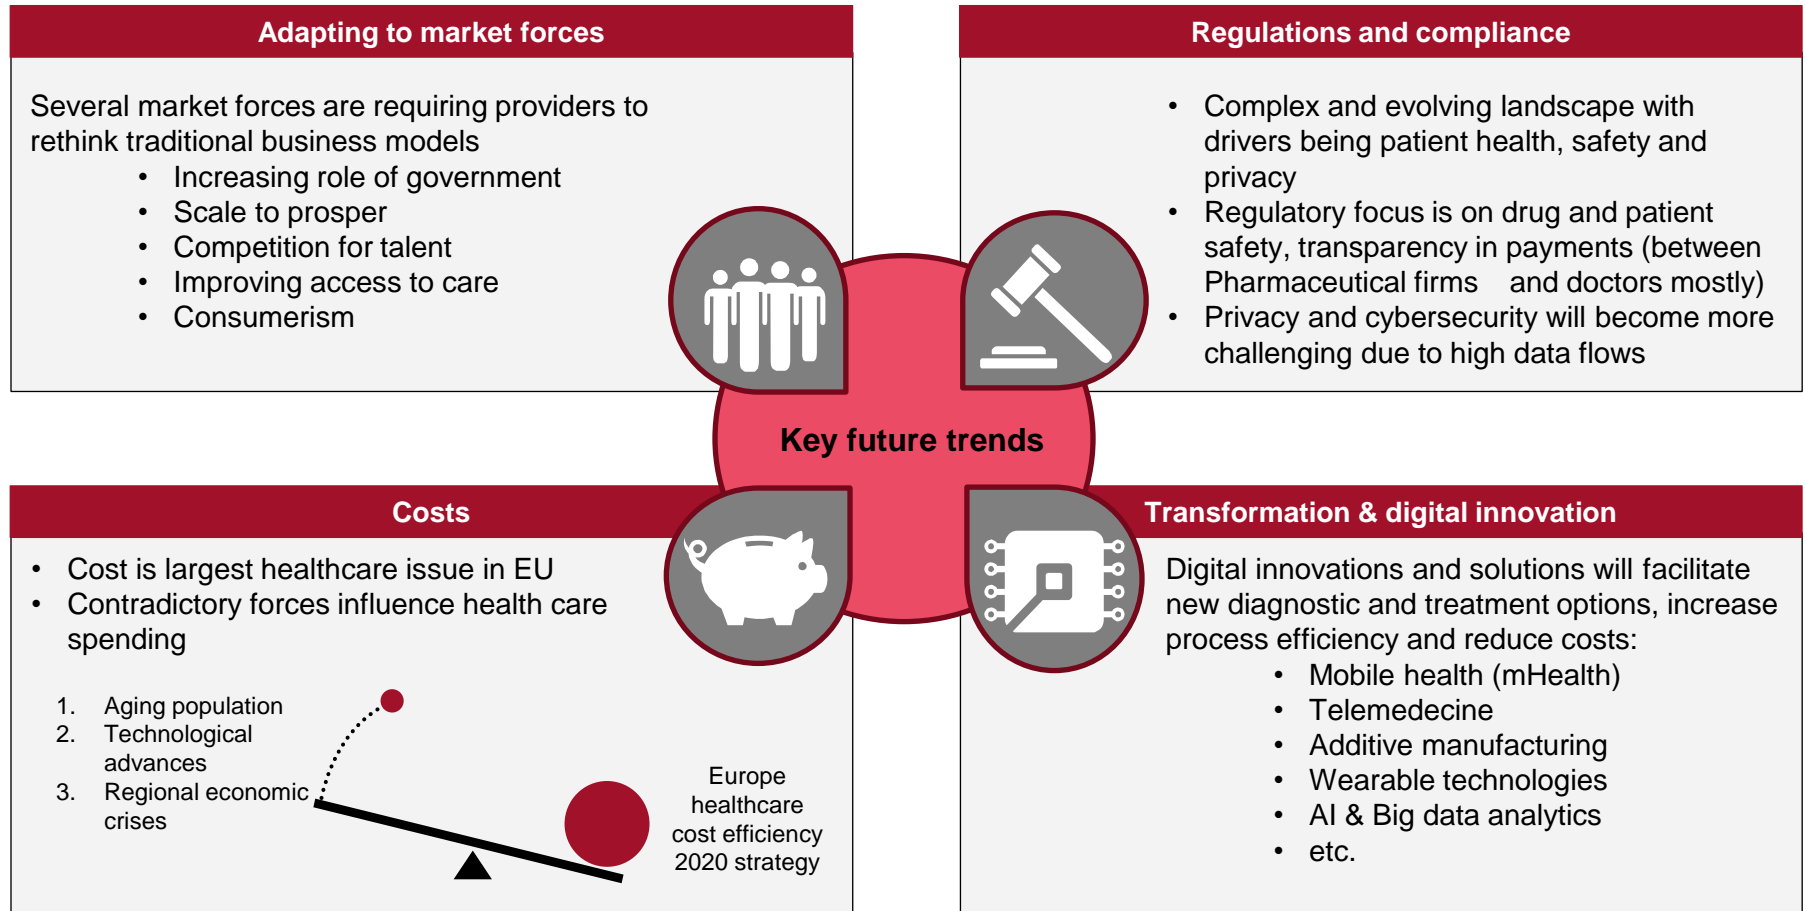 Adapting to market forces
Several market forces are requiring providers to
rethink traditional business models
• Increasing role of government
• Scale to prosper
• Competition for talent
• Improving access to care
• Consumerism
Regulations and compliance
• Complex and evolving landscape with
drivers being patient health, safety and
privacy
• Regulatory focus is on drug and patient
safety, transparency in payments (between
Pharmaceutical firms and doctors mostly)
• Privacy and cybersecurity will become more
challenging due to high data flows
Key future trends
Costs
• Cost is largest healthcare issue in EU
• Contradictory forces influence health care
spending
1. Aging population
2. Technological
advances
3. Regional economic
crises
Europe
healthcare
cost efficiency
2020 strategy
Transformation & digital innovation
Digital innovations and solutions will facilitate
new diagnostic and treatment options, increase
process efficiency and reduce costs:
• Mobile health (mHealth)
• Telemedecine
• Additive manufacturing
• Wearable technologies
• AI & Big data analytics
• etc.